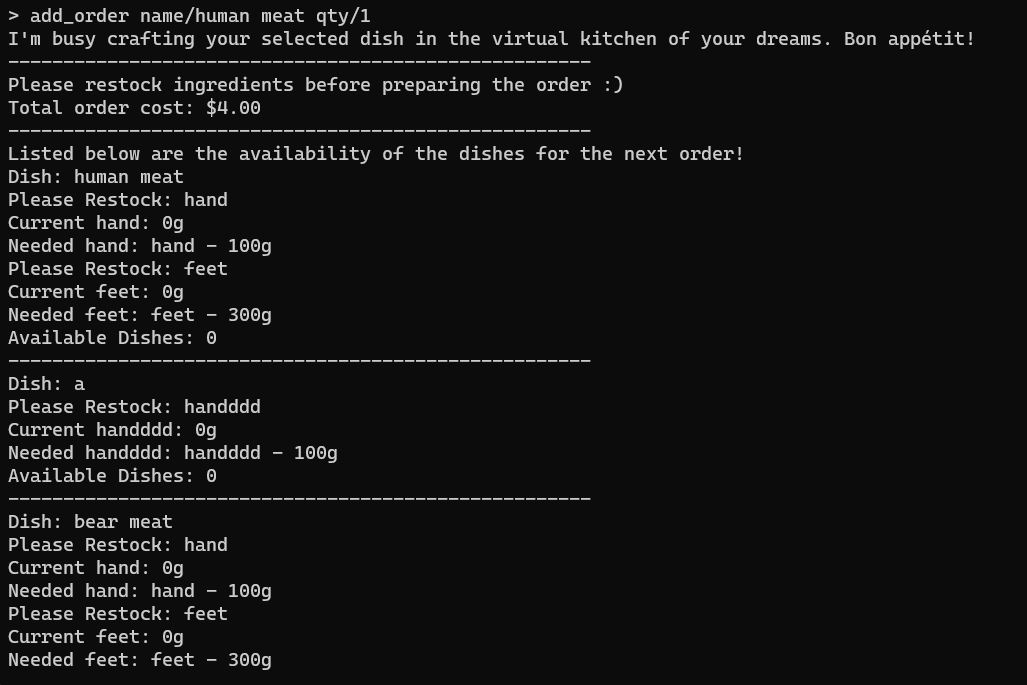 > add_order name/human meat qty/1
I'm busy crafting your selected dish in the virtual kitchen of your dreams. Bon appétit!
-----------------------------------------------------
Please restock ingredients before preparing the order :)
Total order cost: $4.00
-----------------------------------------------------
Listed below are the availability of the dishes for the next order!
Dish: human meat
Please Restock: hand
Current hand: 0g
Needed hand: hand - 100g
Please Restock: feet
Current feet: 0g
Needed feet: feet - 300g
Available Dishes: 0
-----------------------------------------------------
Dish: a
Please Restock: handddd
Current handddd: 0g
Needed handddd: handddd - 100g
Available Dishes: 0
-----------------------------------------------------
Dish: bear meat
Please Restock: hand
Current hand: 0g
Needed hand: hand - 100g
Please Restock: feet
Current feet: 0g
Needed feet: feet - 300g